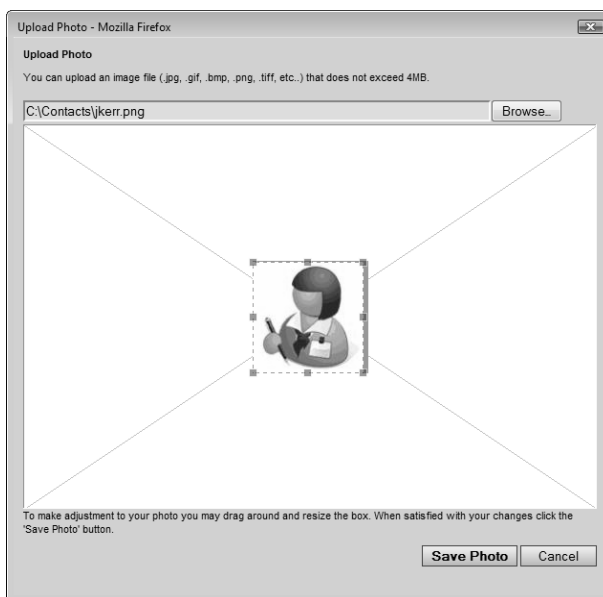 Upload Photo - Mozilla Firefox
Upload Photo
You can upload an image file (.jpg, .gif, .bmp, .png, .tiff, etc..) that does not exceed 4MB.
C:\Contacts\jkerr.png
Browse..
To make adjustment to your photo you may drag around and resize the box. When satisfied with your changes click the
'Save Photo' button.
Save Photo
Cancel